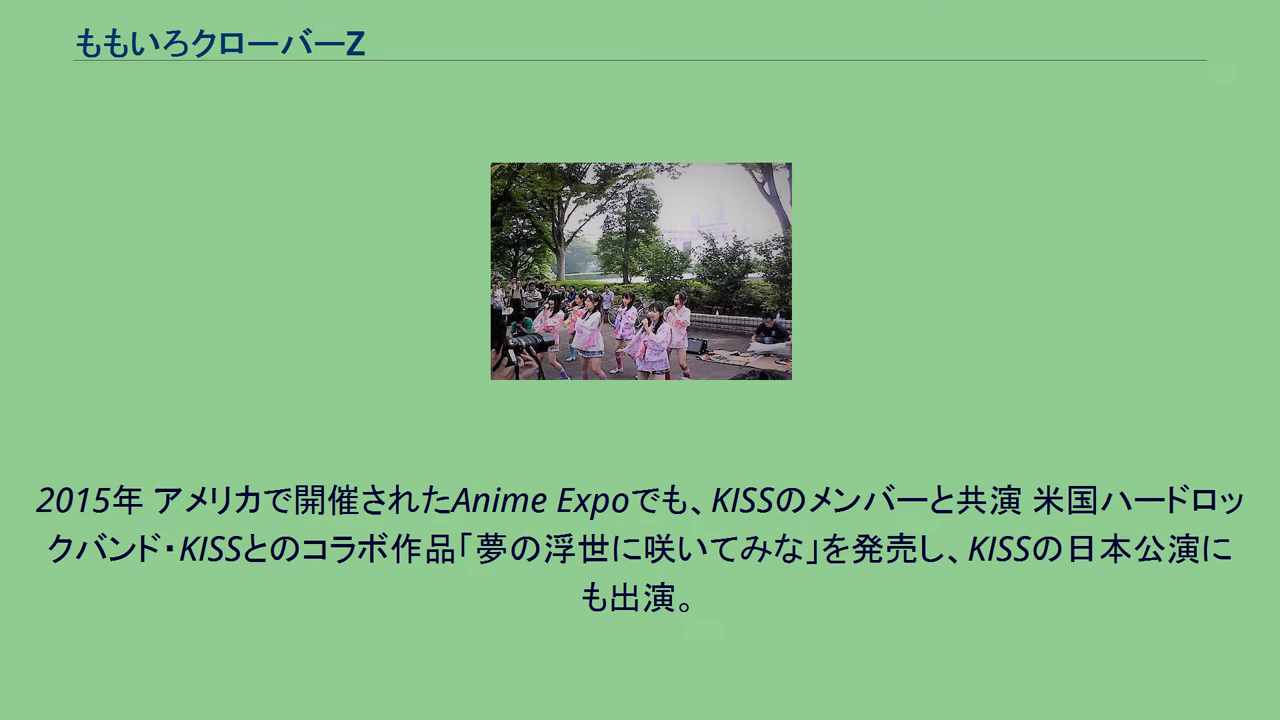 ももいろクローバーZ
2015年 アメリカで開催されたAnime Expoでも、KISSのメンバーと共演 米国ハードロッ
クバンド・KISSとのコラボ作品「夢の浮世に咲いてみな」を発売し、KISSの日本公演に
も出演。